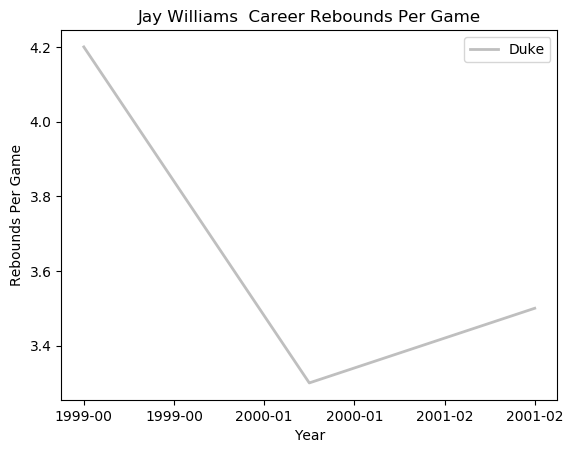 Jay Williams  Career Rebounds Per Game
Duke
4.2
4.0
3.8
3.6
3.4
Rebounds Per Game
1999-00 1999-00 2000-01 2000-01 2001-02 2001-02
Year